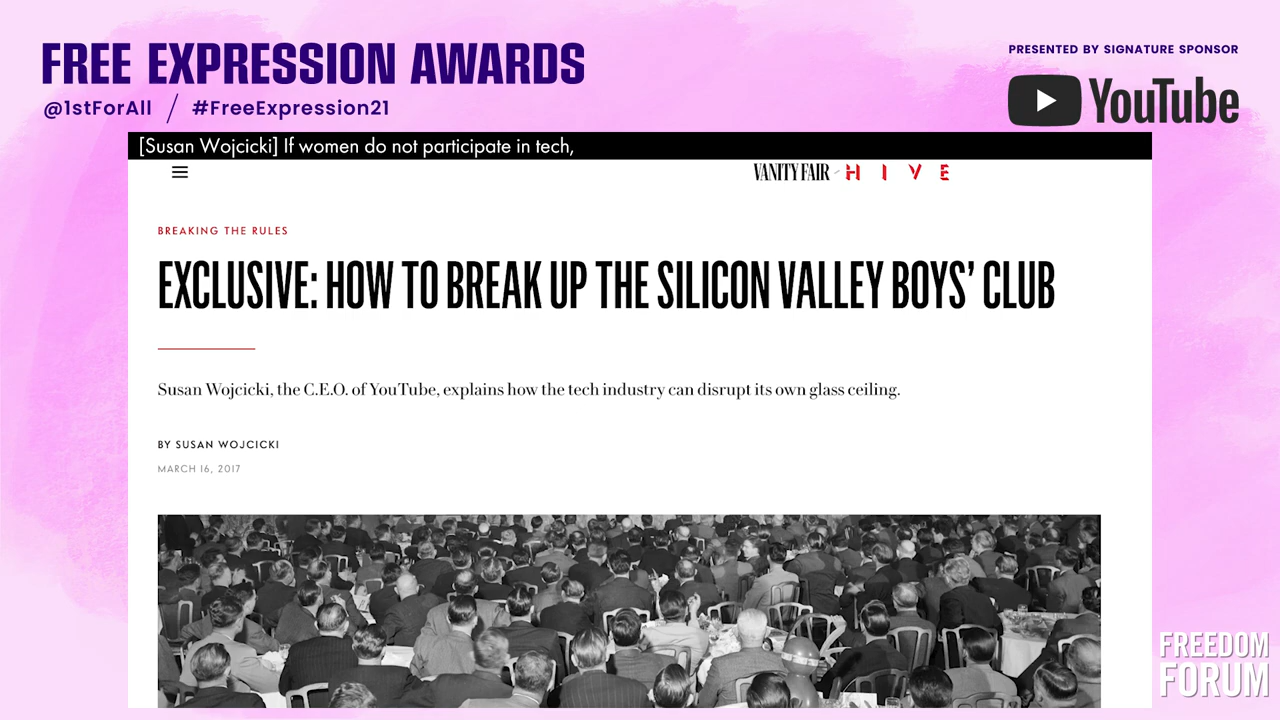 FREE EXPRESSION AWARDS
@1stForAll / #FreeExpression21
PRESENTED BY SIGNATURE SPONSOR
YouTube
[Susan Wojcicki] If women do not participate in tech,
VANITY FAIR HIVE
BREAKING THE RULES
EXCLUSIVE: HOW TO BREAK UP THE SILICON VALLEY BOYS’ CLUB
Susan Wojcicki, the C.E.O. of YouTube, explains how the tech industry can disrupt its own glass ceiling.
BY SUSAN WOJCICKI
MARCH 16, 2017
FREEDOM
FORUM